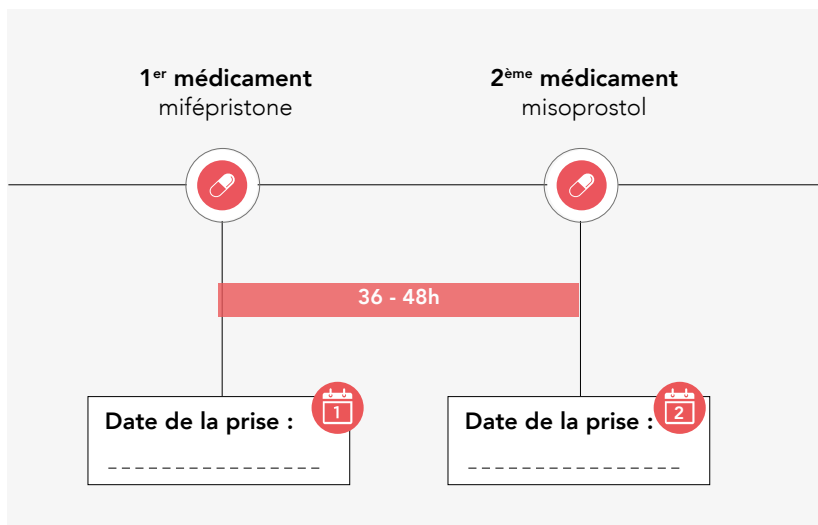 1er médicament
mifépristone
2ème médicament
misoprostol
36 - 48h
Date de la prise :
1
_ _ _ _ _ _ _ _ _ _ _ _ _ _ _ _
Date de la prise :
2
_ _ _ _ _ _ _ _ _ _ _ _ _ _ _ _